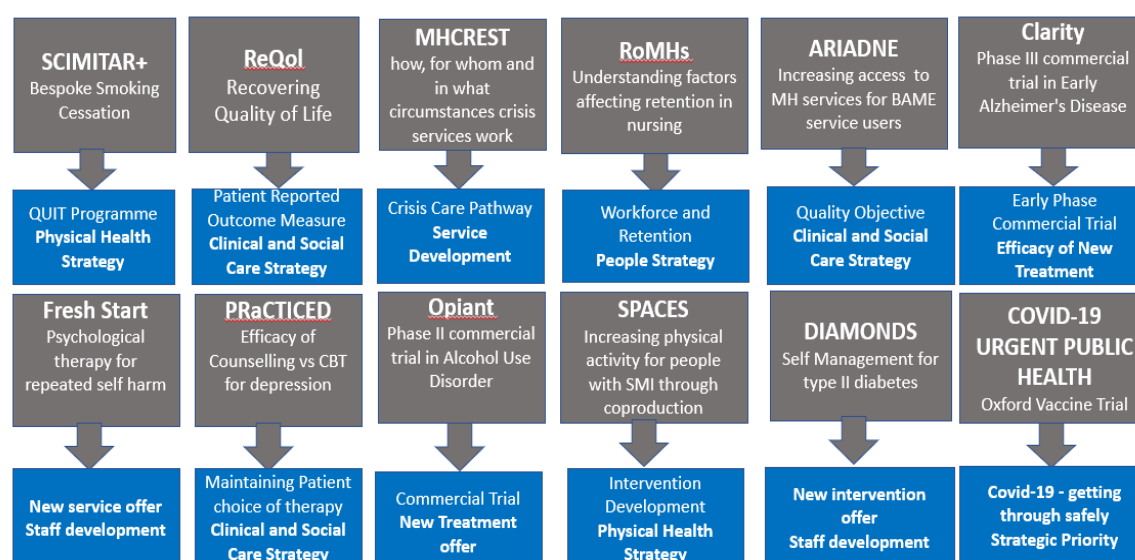 SCIMITAR+
Bespoke Smoking
Cessation
ReQol
Recovering
Quality of Life
MHCREST
how, for whom and
in what
circumstances crisis
services work
RoMHs
Understanding factors
affecting retention in
nursing
ARIADNE
Increasing access to
MH services for BAME
service users
Clarity
Phase III commercial
trial in Early
Alzheimer's Disease
QUIT Programme
Physical Health
Strategy
Patient Reported
Outcome Measure
Clinical and Social
Care Strategy
Crisis Care Pathway
Service
Development
Workforce and
Retention
People Strategy
Quality Objective
Clinical and Social
Care Strategy
Early Phase
Commercial Trial
Efficacy of New
Treatment
Fresh Start
Psychological
therapy for
repeated self harm
PRaCTICED
Efficacy of
Counselling vs CBT
for depression
Opiant
Phase II commercial
trial in Alcohol Use
Disorder
SPACES
Increasing physical
activity for people
with SMI through
coproduction
DIAMONDS
Self Management for
type II diabetes
COVID-19
URGENT PUBLIC
HEALTH
Oxford Vaccine Trial
New service offer
Staff development
Maintaining Patient
choice of therapy
Clinical and Social
Care Strategy
Commercial Trial
New Treatment
offer
Intervention
Development
Physical Health
Strategy
New intervention
offer
Staff development
Covid-19 - getting
through safely
Strategic Priority